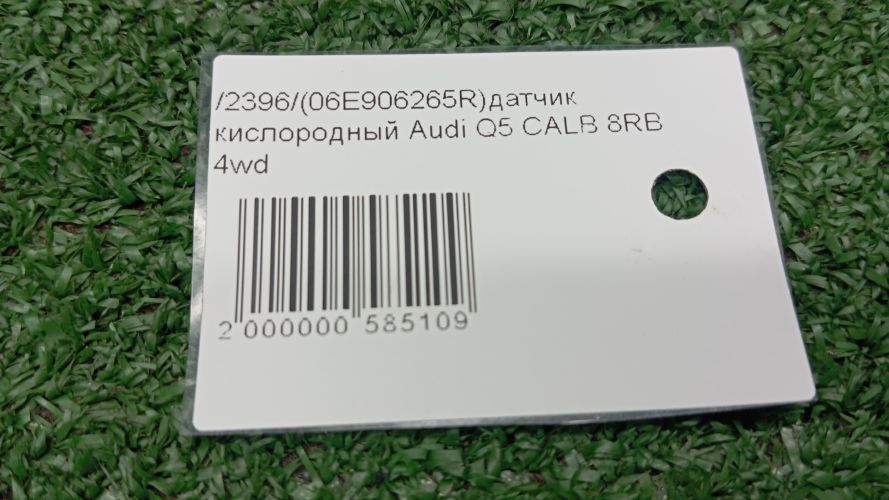 /2396/(06E906265R)датчик
кислородный Audi Q5 CALB 8RB
4wd
2 000000 585109